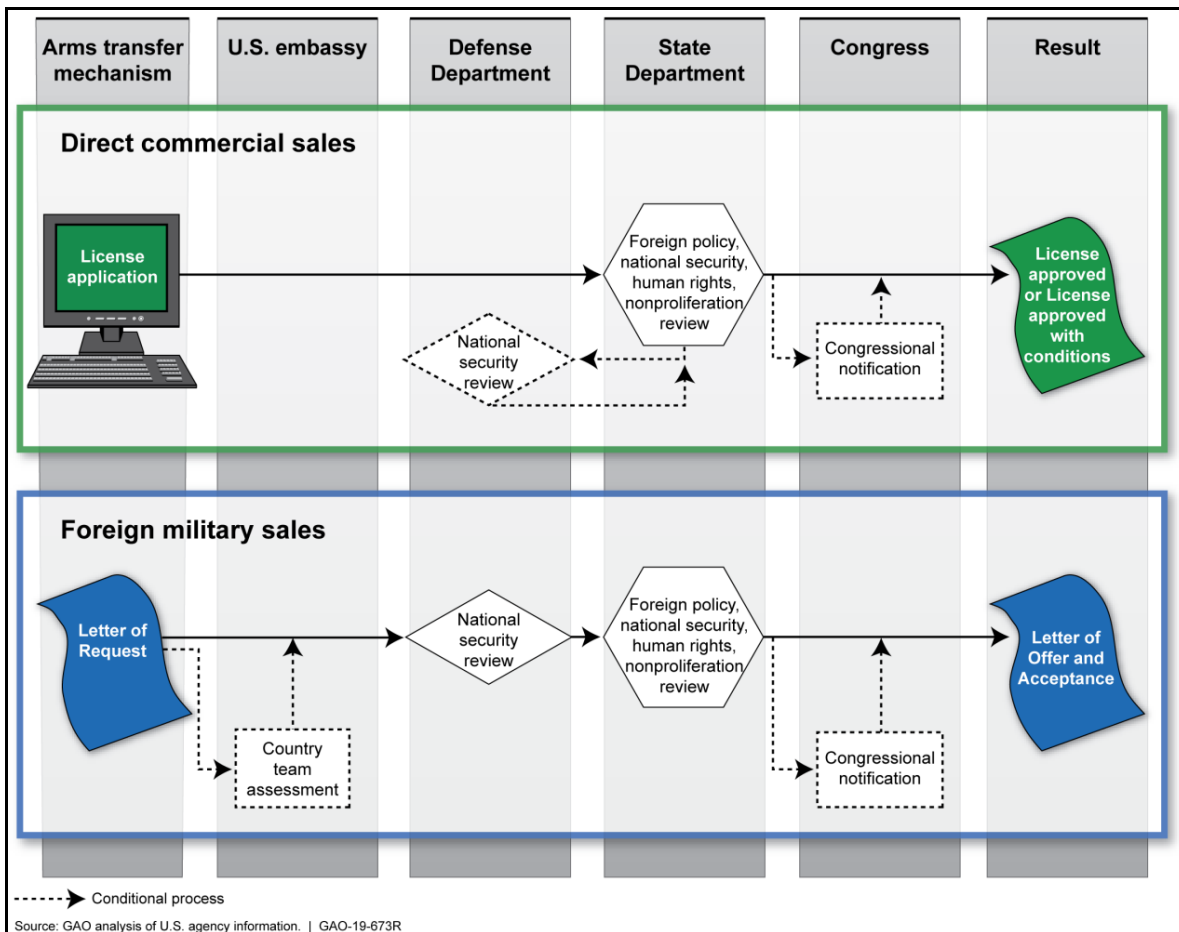 Arms transfer
mechanism
U.S. embassy
Defense
Department
State
Department
Congress
Result
Direct commercial sales
License
application
National
security
review
Foreign policy,
national security,
human rights,
nonproliferation
review
Congressional
notification
License
approved
or License
approved
with
conditions
Foreign military sales
Letter of
Request
Country
team
assessment
National
security
review
Foreign policy,
national security,
human rights,
nonproliferation
review
Congressional
notification
Letter of
Offer and
Acceptance
Conditional process
Source: GAO analysis of U.S. agency information. | GAO-19-673R